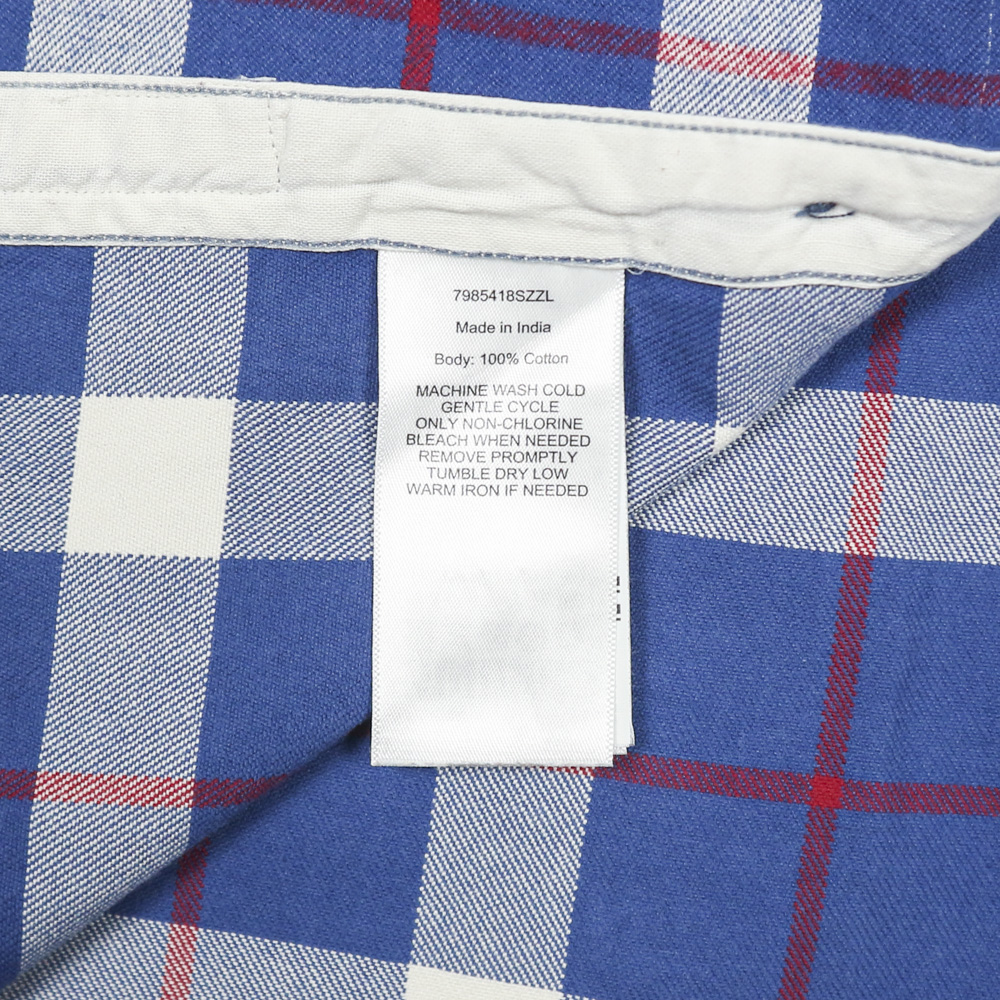 7985418SZZL
Made in India
Body: 100% Cotton
MACHINE WASH COLD
GENTLE CYCLE
ONLY NON-CHLORINE
BLEACH WHEN NEEDED
REMOVE PROMPTLY
TUMBLE DRY LOW
WARM IRON IF NEEDED